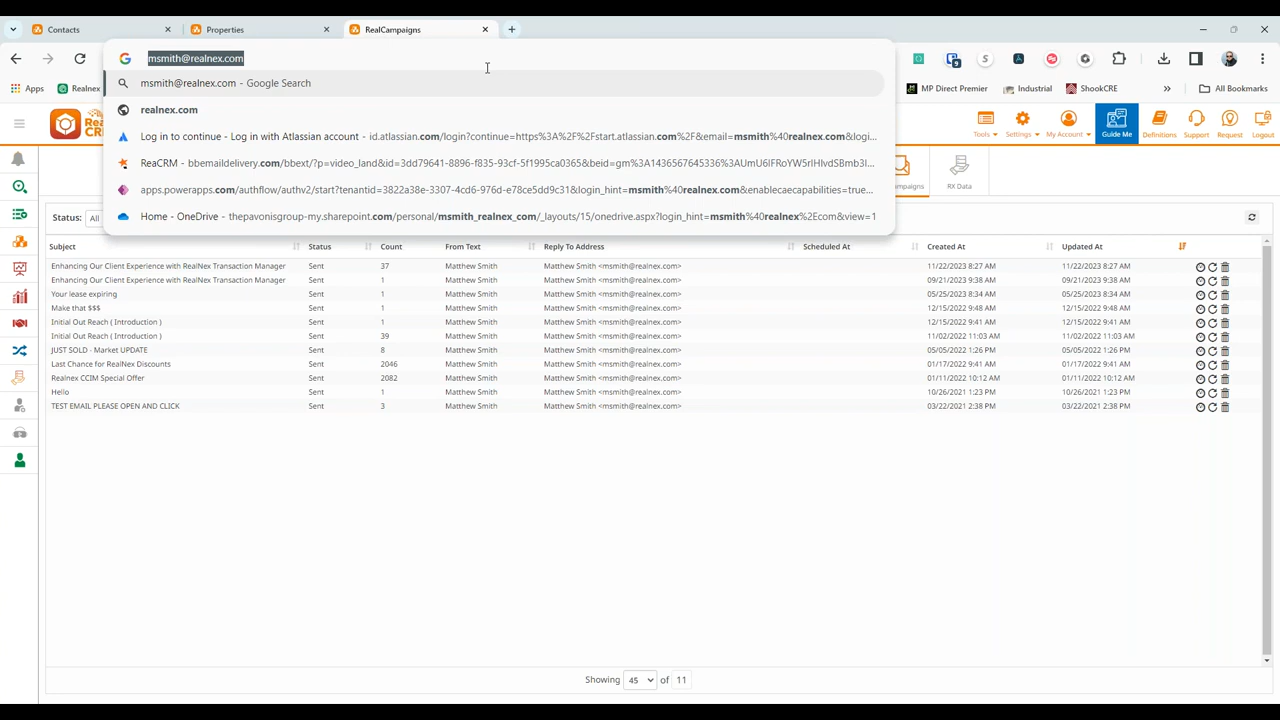 Contacts
Properties
RealCampaigns
msmith@realnex.com
msmith@realnex.com - Google Search
realnex.com
Log in to continue - Log in with Atlassian account - id.atlassian.com/login?continue=https%3A%2F%2Fstart.atlassian.com%2F&email=msmith%40realnex.com&logi...
ReaCRM - bbemaildelivery.com/bbext/?p=video_land&id=3dd79641-8896-f835-93cf-5f1995ca0365&beid=gm%3A1436567645336%3AUmU6IFRoYW5rIHlvdSBmb3I...
apps.powerapps.com/authflow/authv2/start?tenantid=3822a38e-3307-4cd6-976d-e78ce5dd9c31&login_hint=msmith%40realnex.com&enablecaecapabilities=true...
Home - OneDrive - thepavonisgroup-my.sharepoint.com/personal/msmith_realnex_com/_layouts/15/onedrive.aspx?login_hint=msmith%40realnex%2Ecom&view=1
Apps
Realnex
MP Direct Premier
Industrial
ShookCRE
»
All Bookmarks
Tools
Settings
My Account
Guide Me
Definitions
Support
Request
Logout
RX Data
Status: All
Subject Status Count From Text Reply To Address Scheduled At Created At Updated At
Enhancing Our Client Experience with RealNex Transaction Manager Sent 37 Matthew Smith Matthew Smith <msmith@realnex.com> 11/22/2023 8:27 AM 11/22/2023 8:27 AM
Enhancing Our Client Experience with RealNex Transaction Manager Sent 1 Matthew Smith Matthew Smith <msmith@realnex.com> 09/21/2023 9:38 AM 09/21/2023 9:38 AM
Your lease expiring Sent 1 Matthew Smith Matthew Smith <msmith@realnex.com> 05/25/2023 8:34 AM 05/25/2023 8:34 AM
Make that $$$ Sent 1 Matthew Smith Matthew Smith <msmith@realnex.com> 12/15/2022 9:48 AM 12/15/2022 9:48 AM
Initial Out Reach ( Introduction ) Sent 1 Matthew Smith Matthew Smith <msmith@realnex.com> 12/15/2022 9:41 AM 12/15/2022 9:41 AM
Initial Out Reach ( Introduction ) Sent 39 Matthew Smith Matthew Smith <msmith@realnex.com> 11/02/2022 11:03 AM 11/02/2022 11:03 AM
JUST SOLD - Market UPDATE Sent 8 Matthew Smith Matthew Smith <msmith@realnex.com> 05/05/2022 1:26 PM 05/05/2022 1:26 PM
Last Chance for RealNex Discounts Sent 2046 Matthew Smith Matthew Smith <msmith@realnex.com> 01/17/2022 9:41 AM 01/17/2022 9:41 AM
Realnex CCIM Special Offer Sent 2082 Matthew Smith Matthew Smith <msmith@realnex.com> 01/11/2022 10:12 AM 01/11/2022 10:12 AM
Hello Sent 1 Matthew Smith Matthew Smith <msmith@realnex.com> 10/26/2021 1:23 PM 10/26/2021 1:23 PM
TEST EMAIL PLEASE OPEN AND CLICK Sent 3 Matthew Smith Matthew Smith <msmith@realnex.com> 03/22/2021 2:38 PM 03/22/2021 2:38 PM
Showing 45 of 11